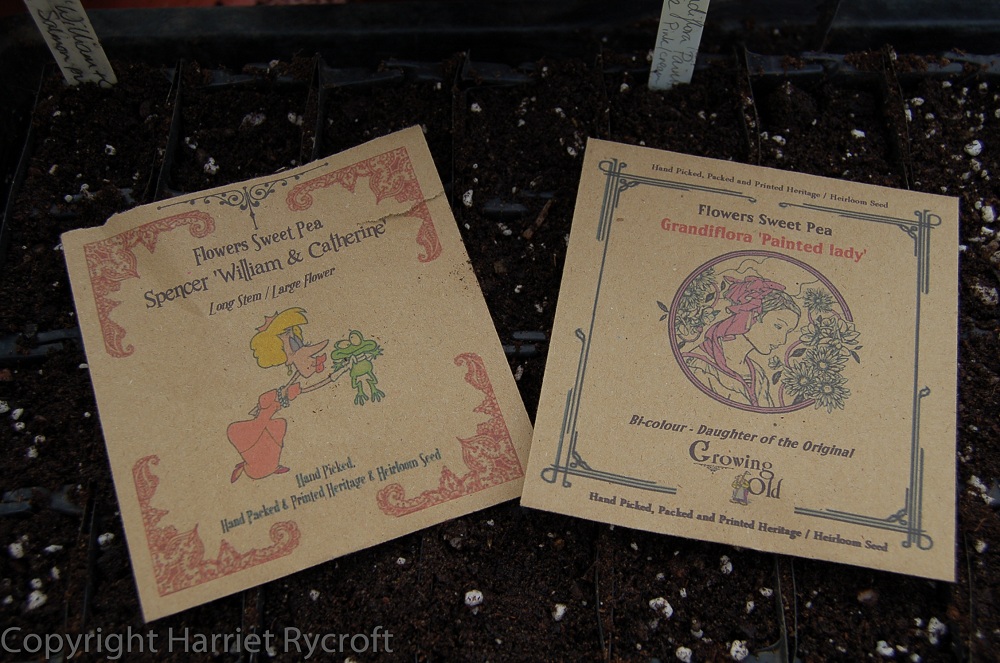 William
Salmon
Flowers Sweet Pea
Spencer 'William & Catherine'
Long Stem / Large Flower
Hand Picked,
Hand Packed & Printed Heritage & Heirloom Seed
Hand Picked, Packed and Printed Heritage / Heirloom Seed
Flowers Sweet Pea
Grandiflora 'Painted lady'
Bi-colour - Daughter of the Original
Growing
Old
Hand Picked, Packed and Printed Heritage / Heirloom Seed
Copyright Harriet Rycroft